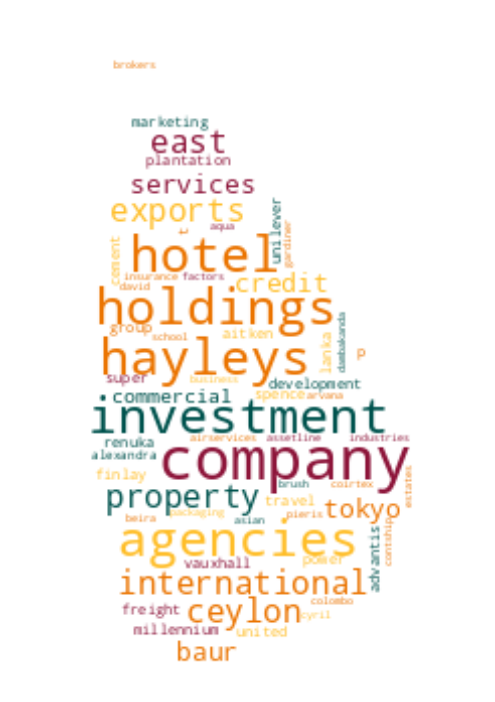 brokers
marketing
east
plantation
services
exports
unilever
aqua
t
gardiner
hotel
cement
insurance factors
david
credit
holdings
group
school
aitken
lanka
dambakanda
p
hayleys
super
business
development
commercial
spence
arvana
investment
renuka
airservices
assetline
industries
alexandra
company
finlay
brush
coirtex
estates
property
travel
tokyo
beira
packaging
asian
pieris
agencies
advantis
contship
vauxhall
power
international
colombo
freight
ceylon
cyril
millennium
united
baur